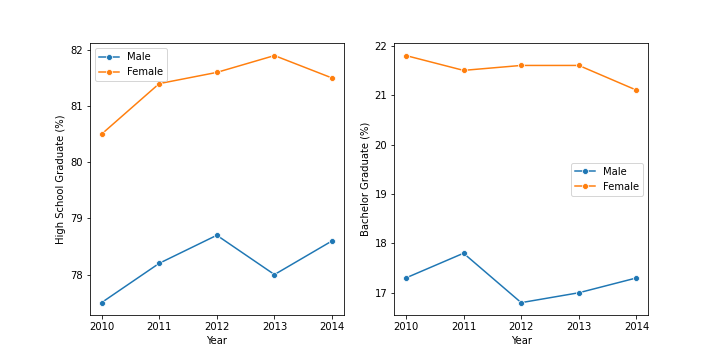 High School Graduate (%)
82
81
80
79
78
Male
Female
2010 2011 2012 2013 2014
Year
Bachelor Graduate (%)
22
21
20
19
18
17
Male
Female
2010 2011 2012 2013 2014
Year